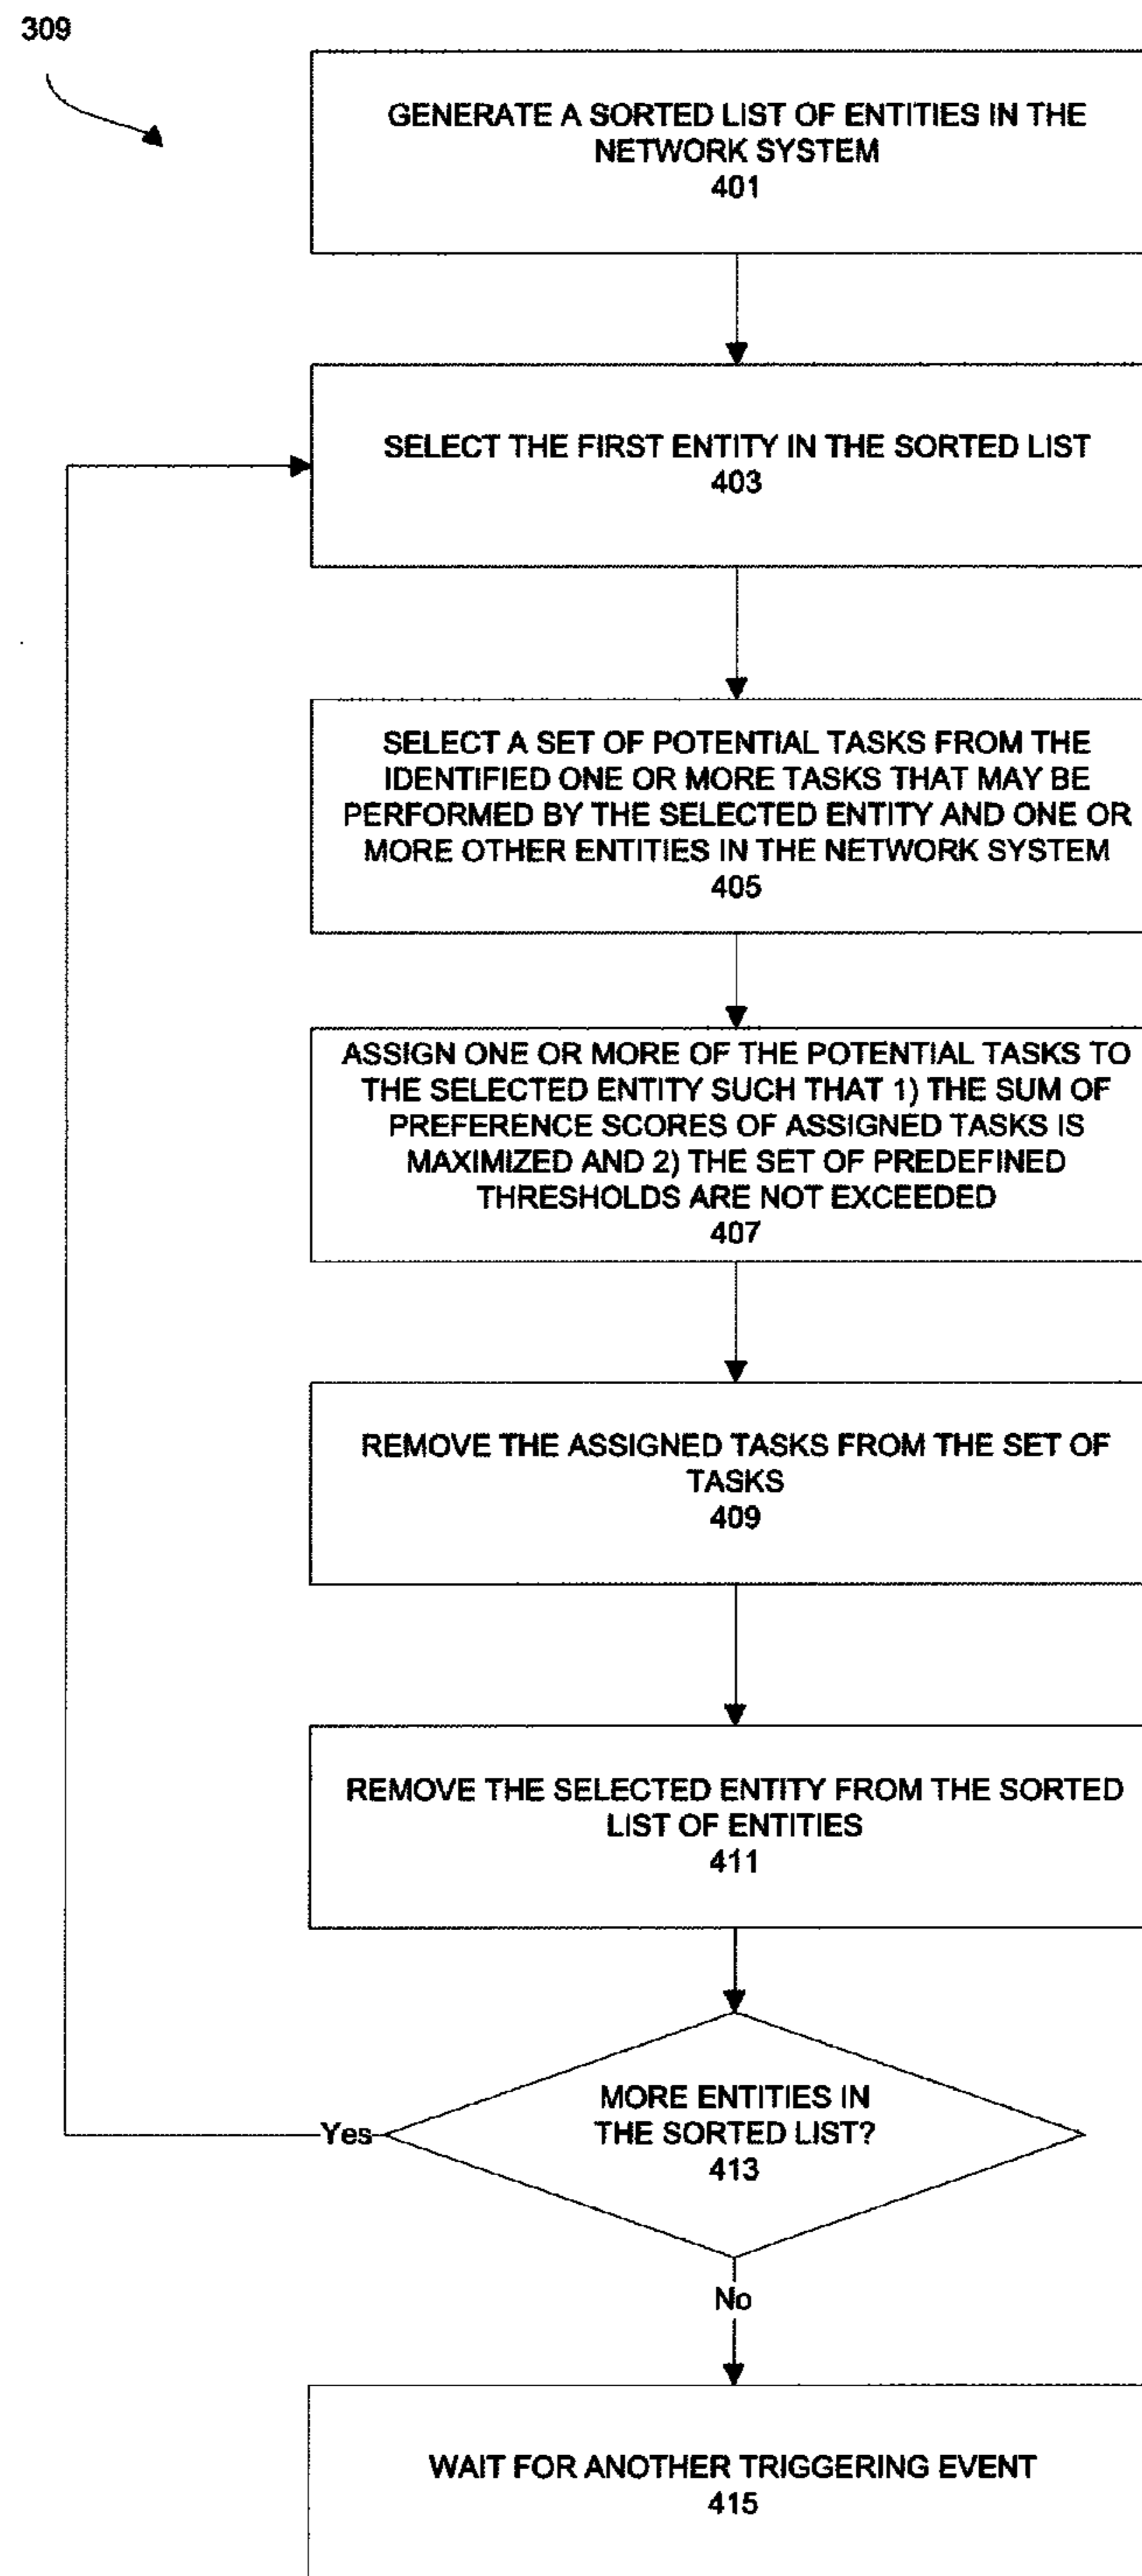 309
GENERATE A SORTED LIST OF ENTITIES IN THE
NETWORK SYSTEM
401
SELECT THE FIRST ENTITY IN THE SORTED LIST
403
SELECT A SET OF POTENTIAL TASKS FROM THE
IDENTIFIED ONE OR MORE TASKS THAT MAY BE
PERFORMED BY THE SELECTED ENTITY AND ONE OR
MORE OTHER ENTITIES IN THE NETWORK SYSTEM
405
ASSIGN ONE OR MORE OF THE POTENTIAL TASKS TO
THE SELECTED ENTITY SUCH THAT 1) THE SUM OF
PREFERENCE SCORES OF ASSIGNED TASKS IS
MAXIMIZED AND 2) THE SET OF PREDEFINED
THRESHOLDS ARE NOT EXCEEDED
407
REMOVE THE ASSIGNED TASKS FROM THE SET OF
TASKS
409
REMOVE THE SELECTED ENTITY FROM THE SORTED
LIST OF ENTITIES
411
MORE ENTITIES IN
THE SORTED LIST?
413
Yes
No
WAIT FOR ANOTHER TRIGGERING EVENT
415